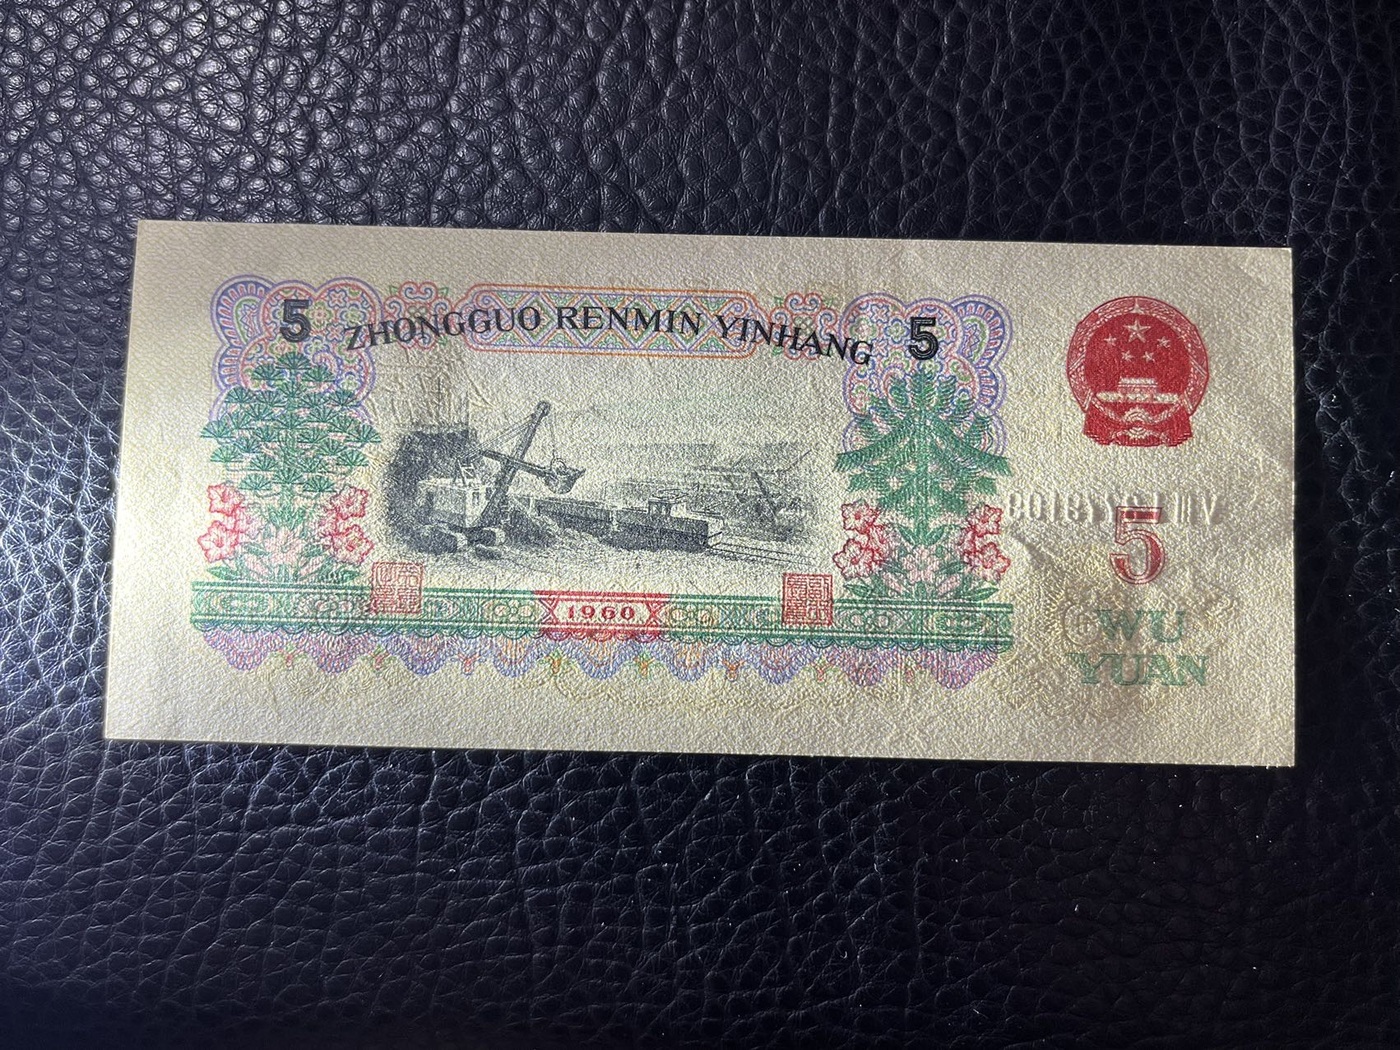 5 ZHONGGUO RENMIN YINHANG 5
5
1960
WU
YUAN